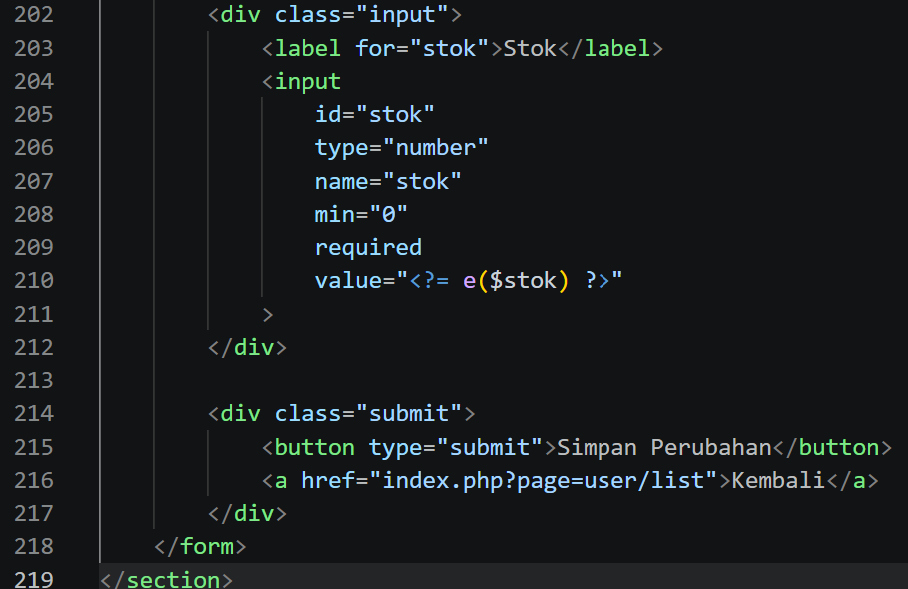 202 <div class="input">
203 <label for="stok">Stok</label>
204 <input
205 id="stok"
206 type="number"
207 name="stok"
208 min="0"
209 required
210 value="<?= e($stok) ?>"
211 >
212 </div>
213
214 <div class="submit">
215 <button type="submit">Simpan Perubahan</button>
216 <a href="index.php?page=user/list">Kembali</a>
217 </div>
218 </form>
219 </section>